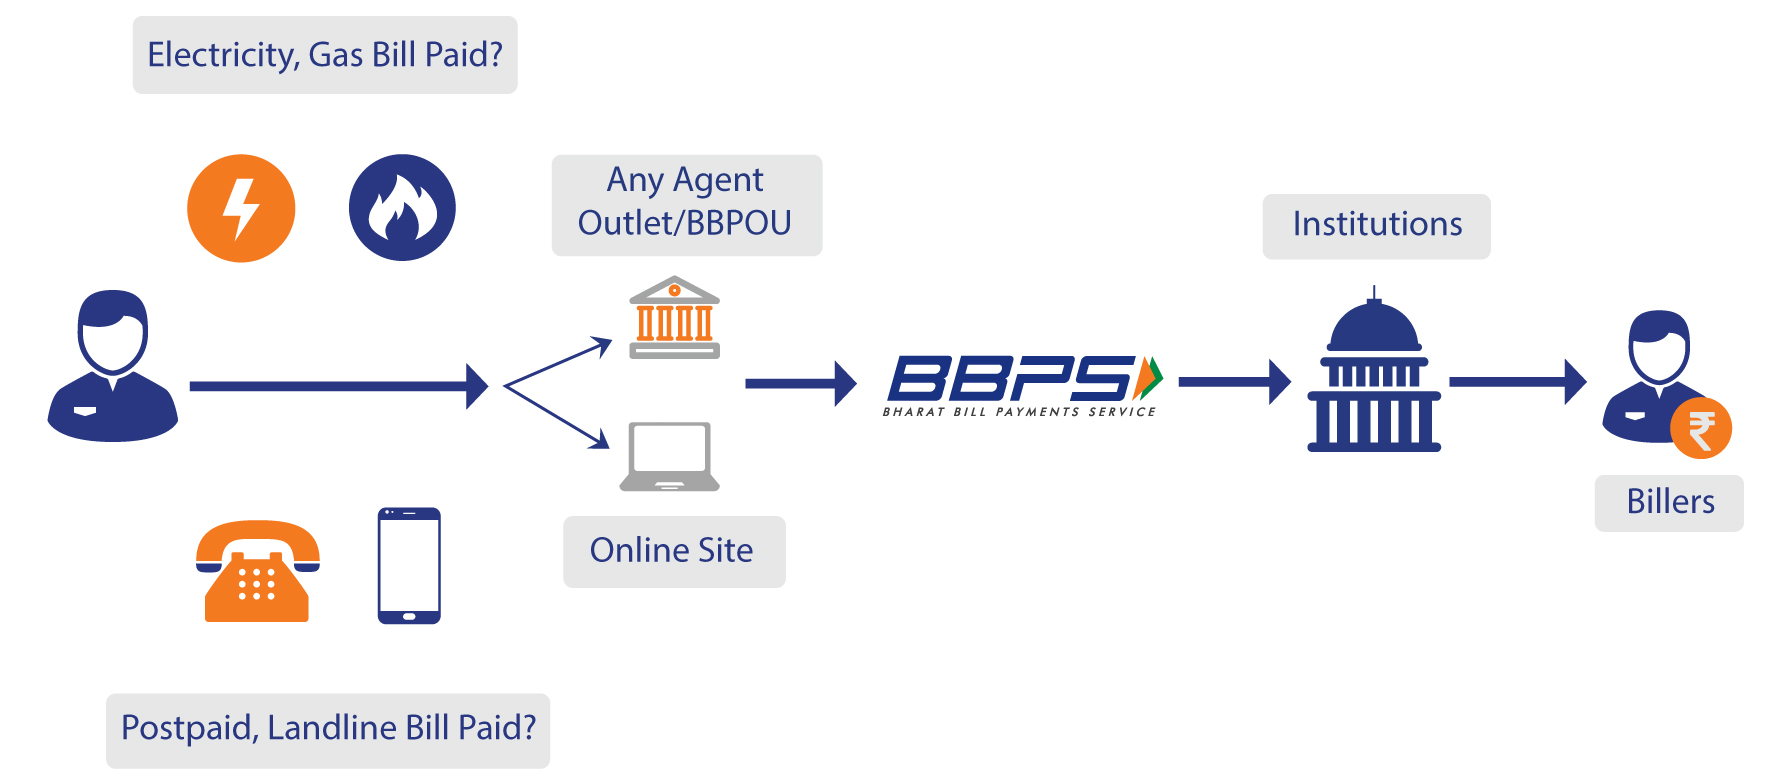 Electricity, Gas Bill Paid?
Any Agent
Outlet/BBPOU
Institutions
BBPS
BHARAT BILL PAYMENTS SERVICE
₹
Billers
Online Site
Postpaid, Landline Bill Paid?